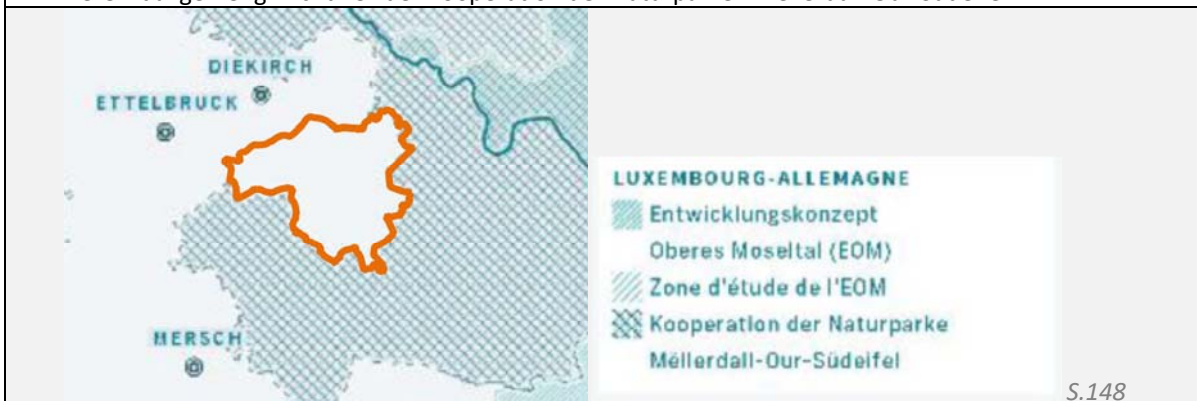 DIEKIRCH
ETTELBRUCK
MERSCH
LUXEMBOURG-ALLEMAGNE
Entwicklungskonzept
Oberes Moseltal (EOM)
Zone d'étude de l'EOM
Kooperation der Naturparke
Mëllerdall-Our-Südeifel
S.148